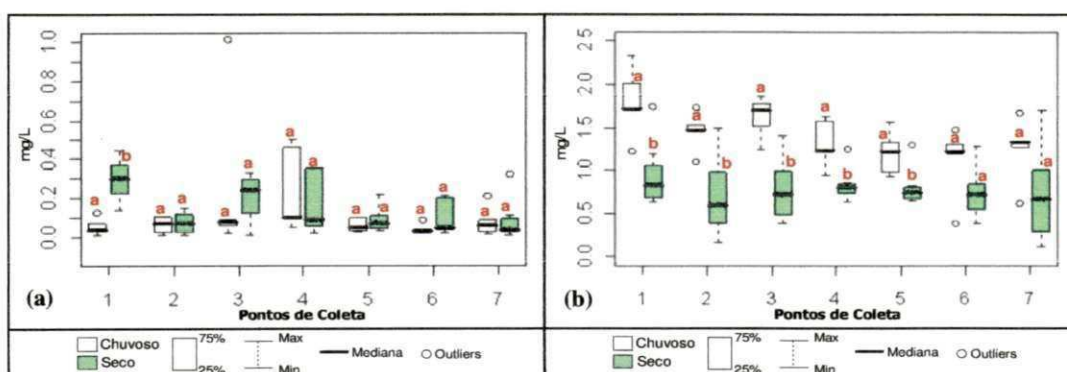 mg/L
1.0
0.8
0.6
0.4
0.3
0.2
0.0
a b a a a a a a a a a a a a
(a)
1 2 3 4 5 6 7
Pontos de Coleta
Chuvoso
Seco
75%
25%
Max
Min
Mediana
Outliers
mg/L
2.5
2.0
1.5
1.0
0.5
0.0
a b a b a b a b a b a a a a
(b)
1 2 3 4 5 6 7
Pontos de Coleta
Chuvoso
Seco
75%
25%
Max
Min
Mediana
Outliers